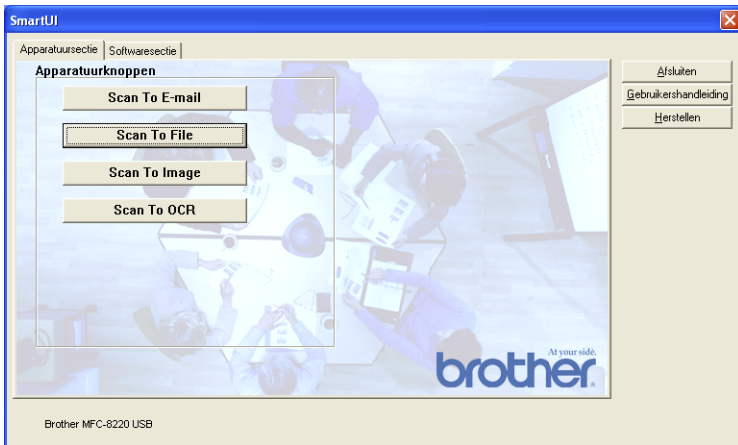 SmartUI
Apparatuursectie
Softwaresectie
Apparatuurknoppen
Scan To E-mail
Scan To File
Scan To Image
Scan To OCR
Afsluiten
Gebruikershandleiding
Herstellen
At your side.
brother
Brother MFC-8220 USB